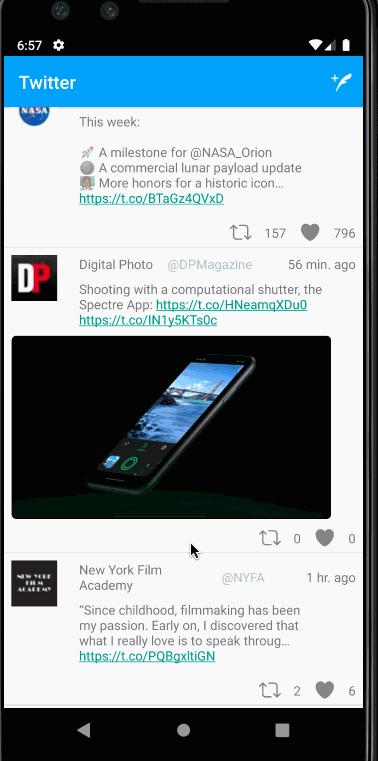 6:57
Twitter
NASA
This week:
🚀 A milestone for @NASA_Orion
🌑 A commercial lunar payload update
More honors for a historic icon…
https://t.co/BTaGz4QVxD
157 796
DP
Digital Photo @DPMagazine 56 min. ago
Shooting with a computational shutter, the
Spectre App: https://t.co/HNeamqXDu0
https://t.co/lN1y5KTs0c
0 0
NEW YORK
FILM
ACADEMY
New York Film
Academy
@NYFA 1 hr. ago
“Since childhood, filmmaking has been
my passion. Early on, I discovered that
what I really love is to speak throug…
https://t.co/PQBgxltiGN
2 6